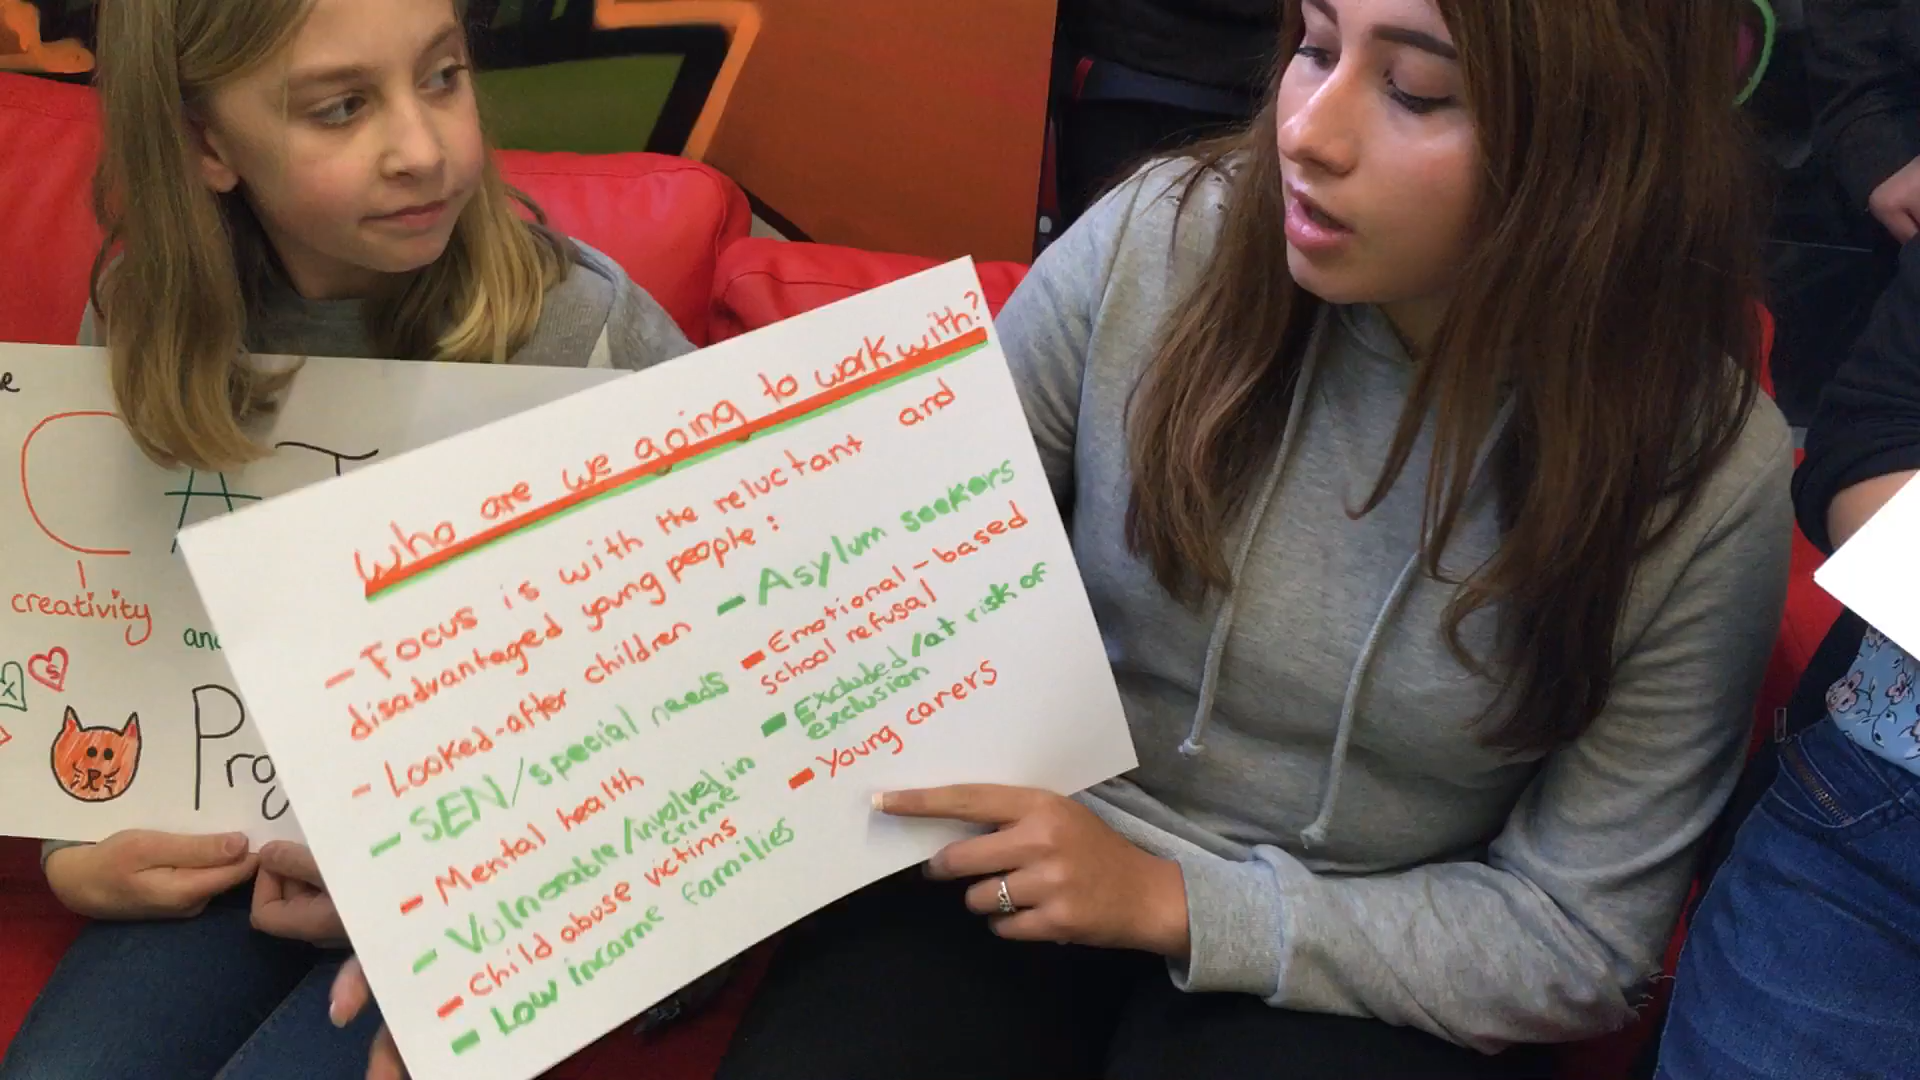 Who are we going to work with?
- Focus is with the reluctant and
disadvantaged young people:
- Looked-after children
- SEN/special needs
- Mental health
- Vulnerable/involved in
crime
- Child abuse victims
- Low income families
- Asylum seekers
- Emotional-based
school refusal
- Excluded/at risk of
exclusion
- Young carers
CAT
creativity